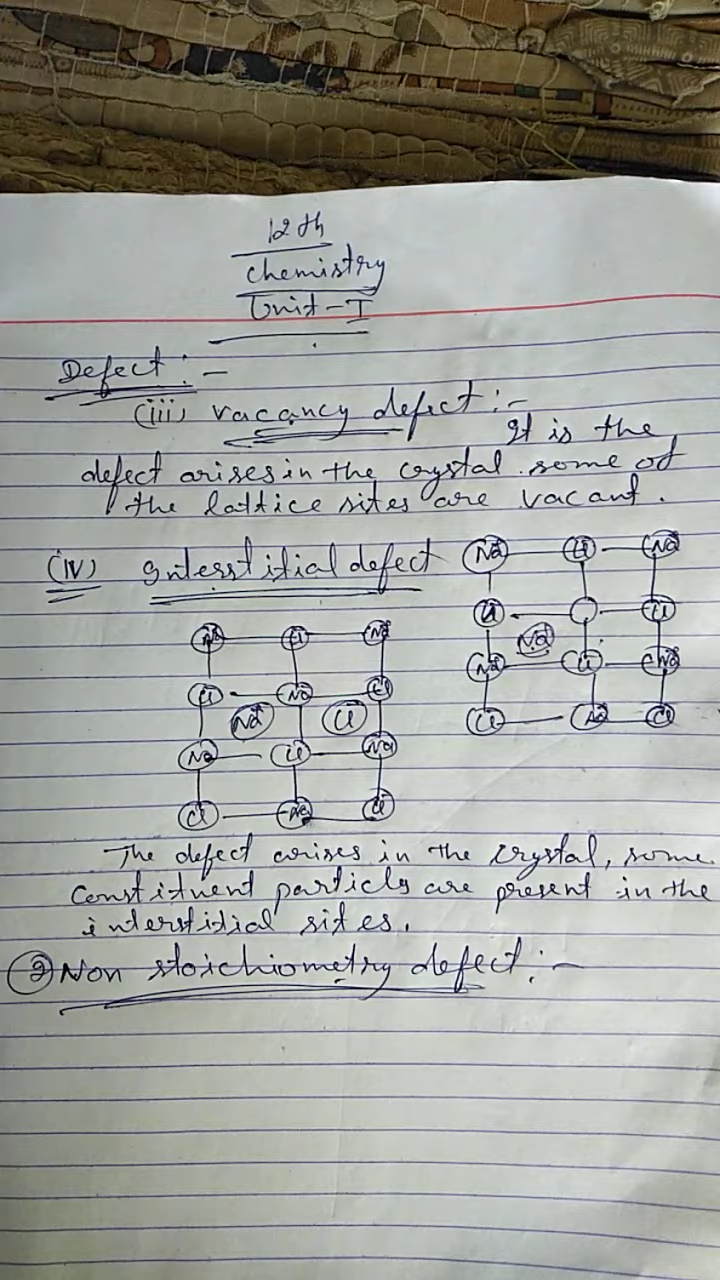 12th
Chemistry
Unit-I
Defect:-
(iii) vacancy defect:-
It is the
defect arises in the crystal some of
the lattice sites are vacant.
(iv) Interstitial defect
Na Cl Na
Cl Cl
Na
Na Cl Na
Cl Na Cl
Na Cl Na
Cl Na Cl
Na Cl
Na Cl Na
Cl Na Cl
The defect arises in the crystal, some
constituent particls are present in the
interstitial sites.
② Non stoichiometry defect:-